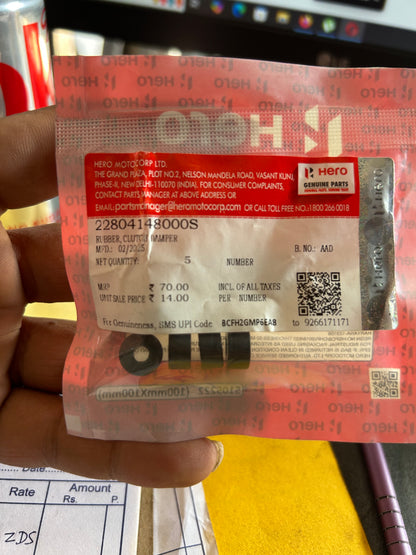 HERO
HERO MOTOCORP LTD.
THE GRAND PLAZA, PLOT NO.2, NELSON MANDELA ROAD, VASANT KUNJ,
PHASE-II, NEW DELHI-110070 (INDIA). FOR CONSUMER COMPLAINTS,
CONTACT PARTS MANAGER AT ABOVE ADDRESS OR
EMAIL-partsmanager@heromotocorp.com OR CALL TOLL FREE NO.:1800 266 0018
Hero
GENUINE PARTS
22804148000S
RUBBER, CLUTCH DAMPER
MFD.: 02/2025
B. NO.: AAD
NET QUANTITY: 5 NUMBER
MRP ₹ 70.00 INCL. OF ALL TAXES
UNIT SALE PRICE ₹ 14.00 PER NUMBER
For Genuineness, SMS UPI Code BCFH2GMP6EAB to 9266171171
(100mmX100mm)
Date
Rate Amount
Rs. P.